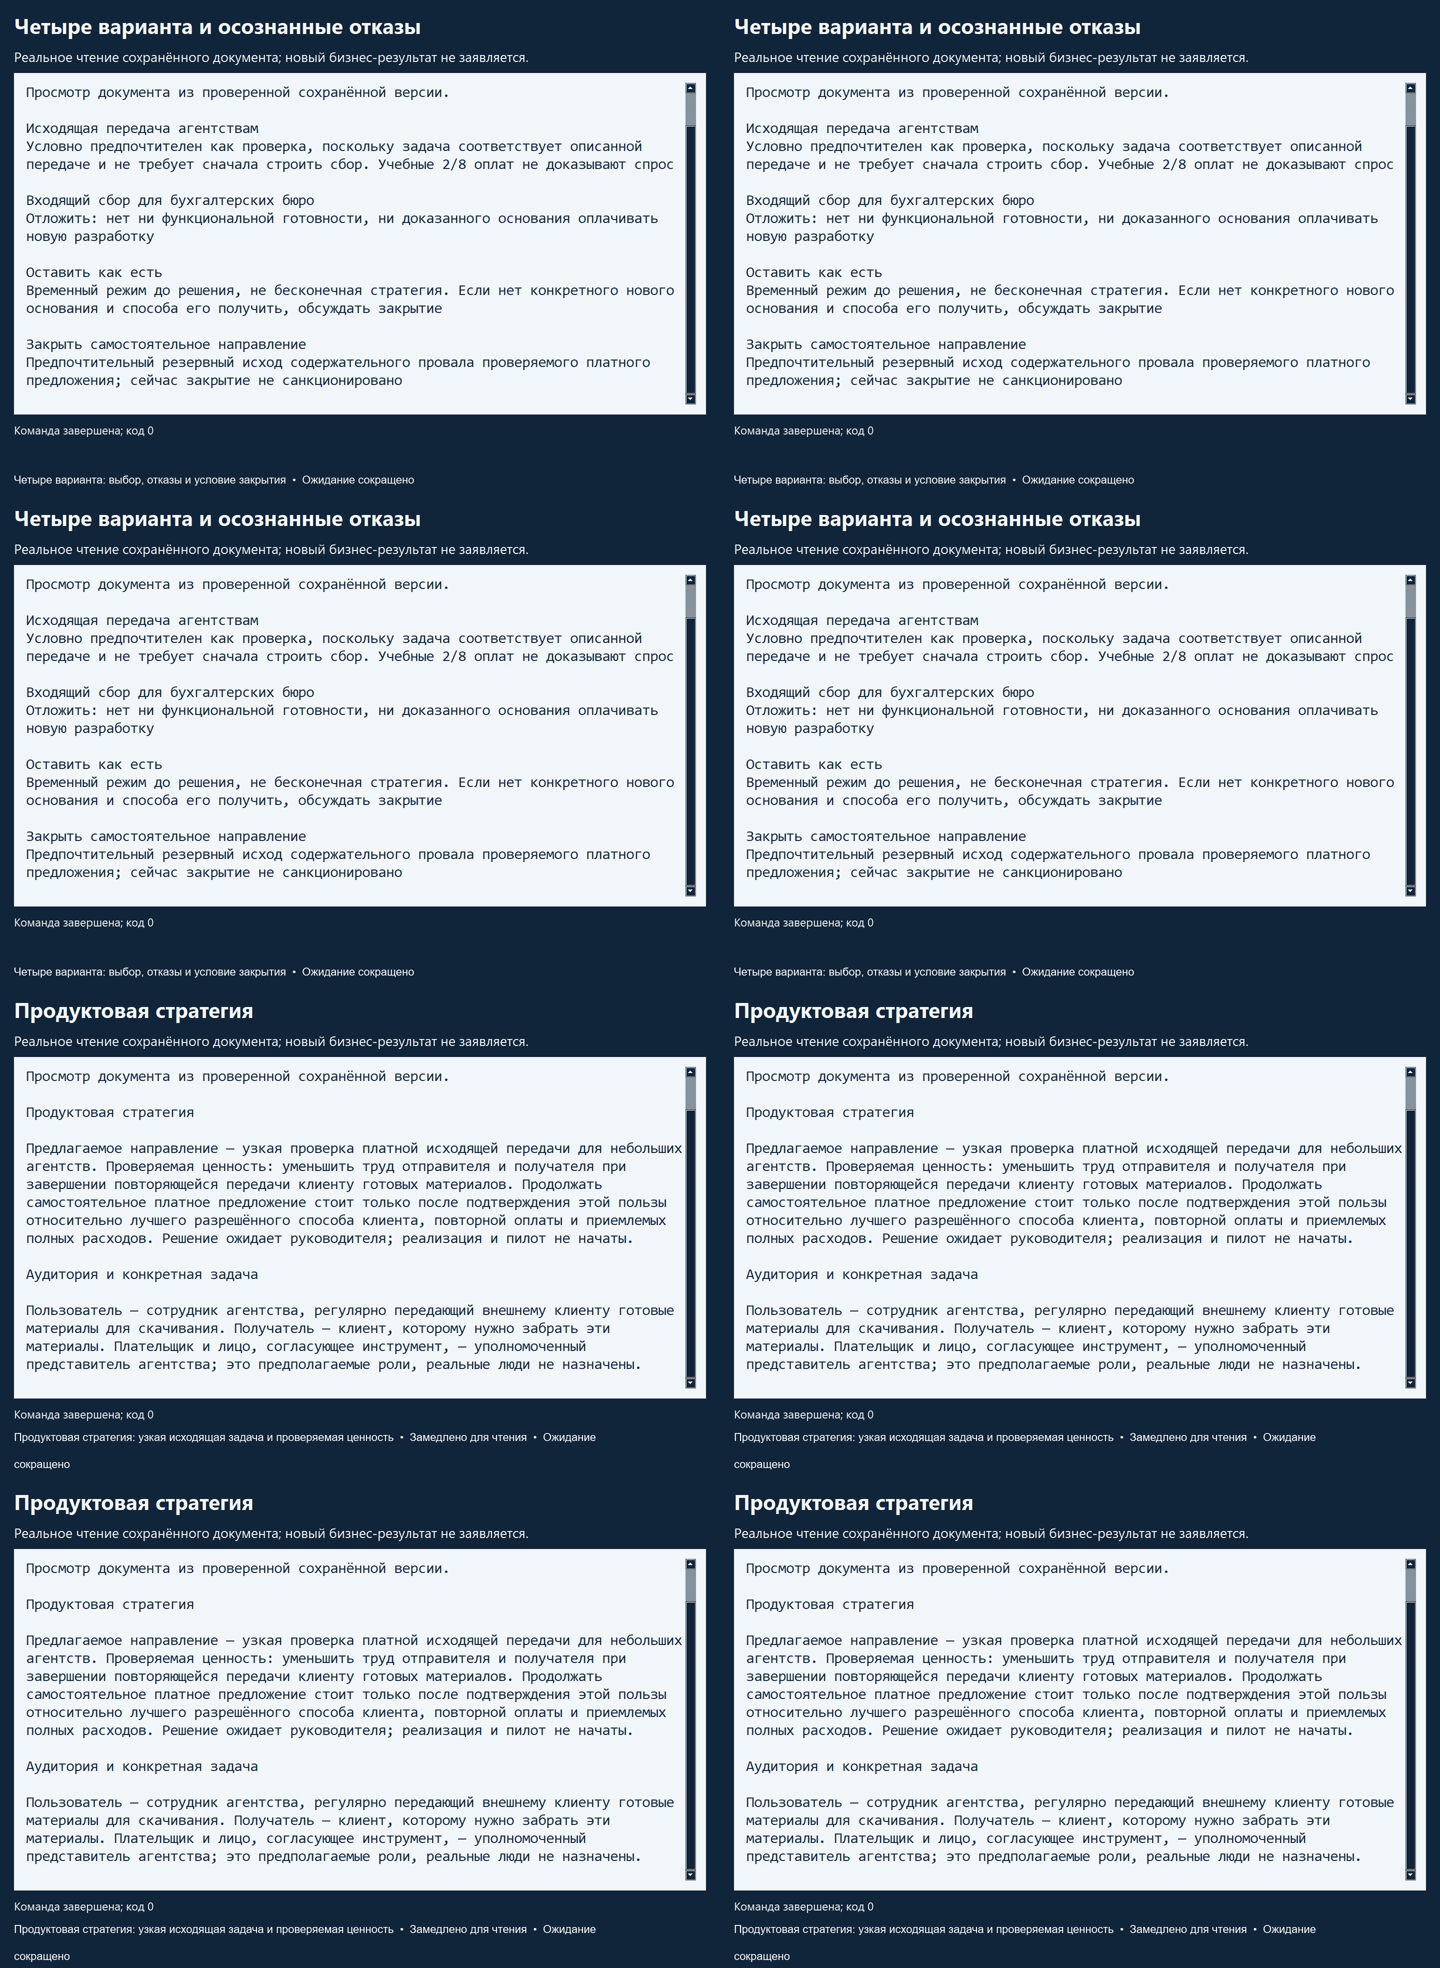 Четыре варианта и осознанные отказы
Реальное чтение сохранённого документа; новый бизнес-результат не заявляется.
Просмотр документа из проверенной сохранённой версии.
Исходящая передача агентствам
Условно предпочтителен как проверка, поскольку задача соответствует описанной
передаче и не требует сначала строить сбор. Учебные 2/8 оплат не доказывают спрос
Входящий сбор для бухгалтерских бюро
Отложить: нет ни функциональной готовности, ни доказанного основания оплачивать
новую разработку
Оставить как есть
Временный режим до решения, не бесконечная стратегия. Если нет конкретного нового
основания и способа его получить, обсуждать закрытие
Закрыть самостоятельное направление
Предпочтительный резервный исход содержательного провала проверяемого платного
предложения; сейчас закрытие не санкционировано
Команда завершена; код 0
Четыре варианта: выбор, отказы и условие закрытия • Ожидание сокращено
Четыре варианта и осознанные отказы
Реальное чтение сохранённого документа; новый бизнес-результат не заявляется.
Просмотр документа из проверенной сохранённой версии.
Исходящая передача агентствам
Условно предпочтителен как проверка, поскольку задача соответствует описанной
передаче и не требует сначала строить сбор. Учебные 2/8 оплат не доказывают спрос
Входящий сбор для бухгалтерских бюро
Отложить: нет ни функциональной готовности, ни доказанного основания оплачивать
новую разработку
Оставить как есть
Временный режим до решения, не бесконечная стратегия. Если нет конкретного нового
основания и способа его получить, обсуждать закрытие
Закрыть самостоятельное направление
Предпочтительный резервный исход содержательного провала проверяемого платного
предложения; сейчас закрытие не санкционировано
Команда завершена; код 0
Четыре варианта: выбор, отказы и условие закрытия • Ожидание сокращено
Четыре варианта и осознанные отказы
Реальное чтение сохранённого документа; новый бизнес-результат не заявляется.
Просмотр документа из проверенной сохранённой версии.
Исходящая передача агентствам
Условно предпочтителен как проверка, поскольку задача соответствует описанной
передаче и не требует сначала строить сбор. Учебные 2/8 оплат не доказывают спрос
Входящий сбор для бухгалтерских бюро
Отложить: нет ни функциональной готовности, ни доказанного основания оплачивать
новую разработку
Оставить как есть
Временный режим до решения, не бесконечная стратегия. Если нет конкретного нового
основания и способа его получить, обсуждать закрытие
Закрыть самостоятельное направление
Предпочтительный резервный исход содержательного провала проверяемого платного
предложения; сейчас закрытие не санкционировано
Команда завершена; код 0
Четыре варианта: выбор, отказы и условие закрытия • Ожидание сокращено
Четыре варианта и осознанные отказы
Реальное чтение сохранённого документа; новый бизнес-результат не заявляется.
Просмотр документа из проверенной сохранённой версии.
Исходящая передача агентствам
Условно предпочтителен как проверка, поскольку задача соответствует описанной
передаче и не требует сначала строить сбор. Учебные 2/8 оплат не доказывают спрос
Входящий сбор для бухгалтерских бюро
Отложить: нет ни функциональной готовности, ни доказанного основания оплачивать
новую разработку
Оставить как есть
Временный режим до решения, не бесконечная стратегия. Если нет конкретного нового
основания и способа его получить, обсуждать закрытие
Закрыть самостоятельное направление
Предпочтительный резервный исход содержательного провала проверяемого платного
предложения; сейчас закрытие не санкционировано
Команда завершена; код 0
Четыре варианта: выбор, отказы и условие закрытия • Ожидание сокращено
Продуктовая стратегия
Реальное чтение сохранённого документа; новый бизнес-результат не заявляется.
Просмотр документа из проверенной сохранённой версии.
Продуктовая стратегия
Предлагаемое направление — узкая проверка платной исходящей передачи для небольших
агентств. Проверяемая ценность: уменьшить труд отправителя и получателя при
завершении повторяющейся передачи клиенту готовых материалов. Продолжать
самостоятельное платное предложение стоит только после подтверждения этой пользы
относительно лучшего разрешённого способа клиента, повторной оплаты и приемлемых
полных расходов. Решение ожидает руководителя; реализация и пилот не начаты.
Аудитория и конкретная задача
Пользователь — сотрудник агентства, регулярно передающий внешнему клиенту готовые
материалы для скачивания. Получатель — клиент, которому нужно забрать эти
материалы. Плательщик и лицо, согласующее инструмент, — уполномоченный
представитель агентства; это предполагаемые роли, реальные люди не назначены.
Команда завершена; код 0
Продуктовая стратегия: узкая исходящая задача и проверяемая ценность • Замедлено для чтения • Ожидание
сокращено
Продуктовая стратегия
Реальное чтение сохранённого документа; новый бизнес-результат не заявляется.
Просмотр документа из проверенной сохранённой версии.
Продуктовая стратегия
Предлагаемое направление — узкая проверка платной исходящей передачи для небольших
агентств. Проверяемая ценность: уменьшить труд отправителя и получателя при
завершении повторяющейся передачи клиенту готовых материалов. Продолжать
самостоятельное платное предложение стоит только после подтверждения этой пользы
относительно лучшего разрешённого способа клиента, повторной оплаты и приемлемых
полных расходов. Решение ожидает руководителя; реализация и пилот не начаты.
Аудитория и конкретная задача
Пользователь — сотрудник агентства, регулярно передающий внешнему клиенту готовые
материалы для скачивания. Получатель — клиент, которому нужно забрать эти
материалы. Плательщик и лицо, согласующее инструмент, — уполномоченный
представитель агентства; это предполагаемые роли, реальные люди не назначены.
Команда завершена; код 0
Продуктовая стратегия: узкая исходящая задача и проверяемая ценность • Замедлено для чтения • Ожидание
сокращено
Продуктовая стратегия
Реальное чтение сохранённого документа; новый бизнес-результат не заявляется.
Просмотр документа из проверенной сохранённой версии.
Продуктовая стратегия
Предлагаемое направление — узкая проверка платной исходящей передачи для небольших
агентств. Проверяемая ценность: уменьшить труд отправителя и получателя при
завершении повторяющейся передачи клиенту готовых материалов. Продолжать
самостоятельное платное предложение стоит только после подтверждения этой пользы
относительно лучшего разрешённого способа клиента, повторной оплаты и приемлемых
полных расходов. Решение ожидает руководителя; реализация и пилот не начаты.
Аудитория и конкретная задача
Пользователь — сотрудник агентства, регулярно передающий внешнему клиенту готовые
материалы для скачивания. Получатель — клиент, которому нужно забрать эти
материалы. Плательщик и лицо, согласующее инструмент, — уполномоченный
представитель агентства; это предполагаемые роли, реальные люди не назначены.
Команда завершена; код 0
Продуктовая стратегия: узкая исходящая задача и проверяемая ценность • Замедлено для чтения • Ожидание
сокращено
Продуктовая стратегия
Реальное чтение сохранённого документа; новый бизнес-результат не заявляется.
Просмотр документа из проверенной сохранённой версии.
Продуктовая стратегия
Предлагаемое направление — узкая проверка платной исходящей передачи для небольших
агентств. Проверяемая ценность: уменьшить труд отправителя и получателя при
завершении повторяющейся передачи клиенту готовых материалов. Продолжать
самостоятельное платное предложение стоит только после подтверждения этой пользы
относительно лучшего разрешённого способа клиента, повторной оплаты и приемлемых
полных расходов. Решение ожидает руководителя; реализация и пилот не начаты.
Аудитория и конкретная задача
Пользователь — сотрудник агентства, регулярно передающий внешнему клиенту готовые
материалы для скачивания. Получатель — клиент, которому нужно забрать эти
материалы. Плательщик и лицо, согласующее инструмент, — уполномоченный
представитель агентства; это предполагаемые роли, реальные люди не назначены.
Команда завершена; код 0
Продуктовая стратегия: узкая исходящая задача и проверяемая ценность • Замедлено для чтения • Ожидание
сокращено